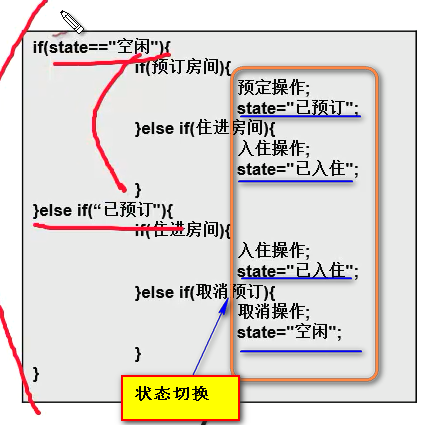 if(state=="空闲"){
if(预订房间){
预定操作;
state="已预订";
}else if(住进房间){
入住操作;
state="已入住";
}
}else if(“已预订"){
if(住进房间){
入住操作;
state="已入住";
}else if(取消预订){
取消操作;
state="空闲";
}
}
状态切换